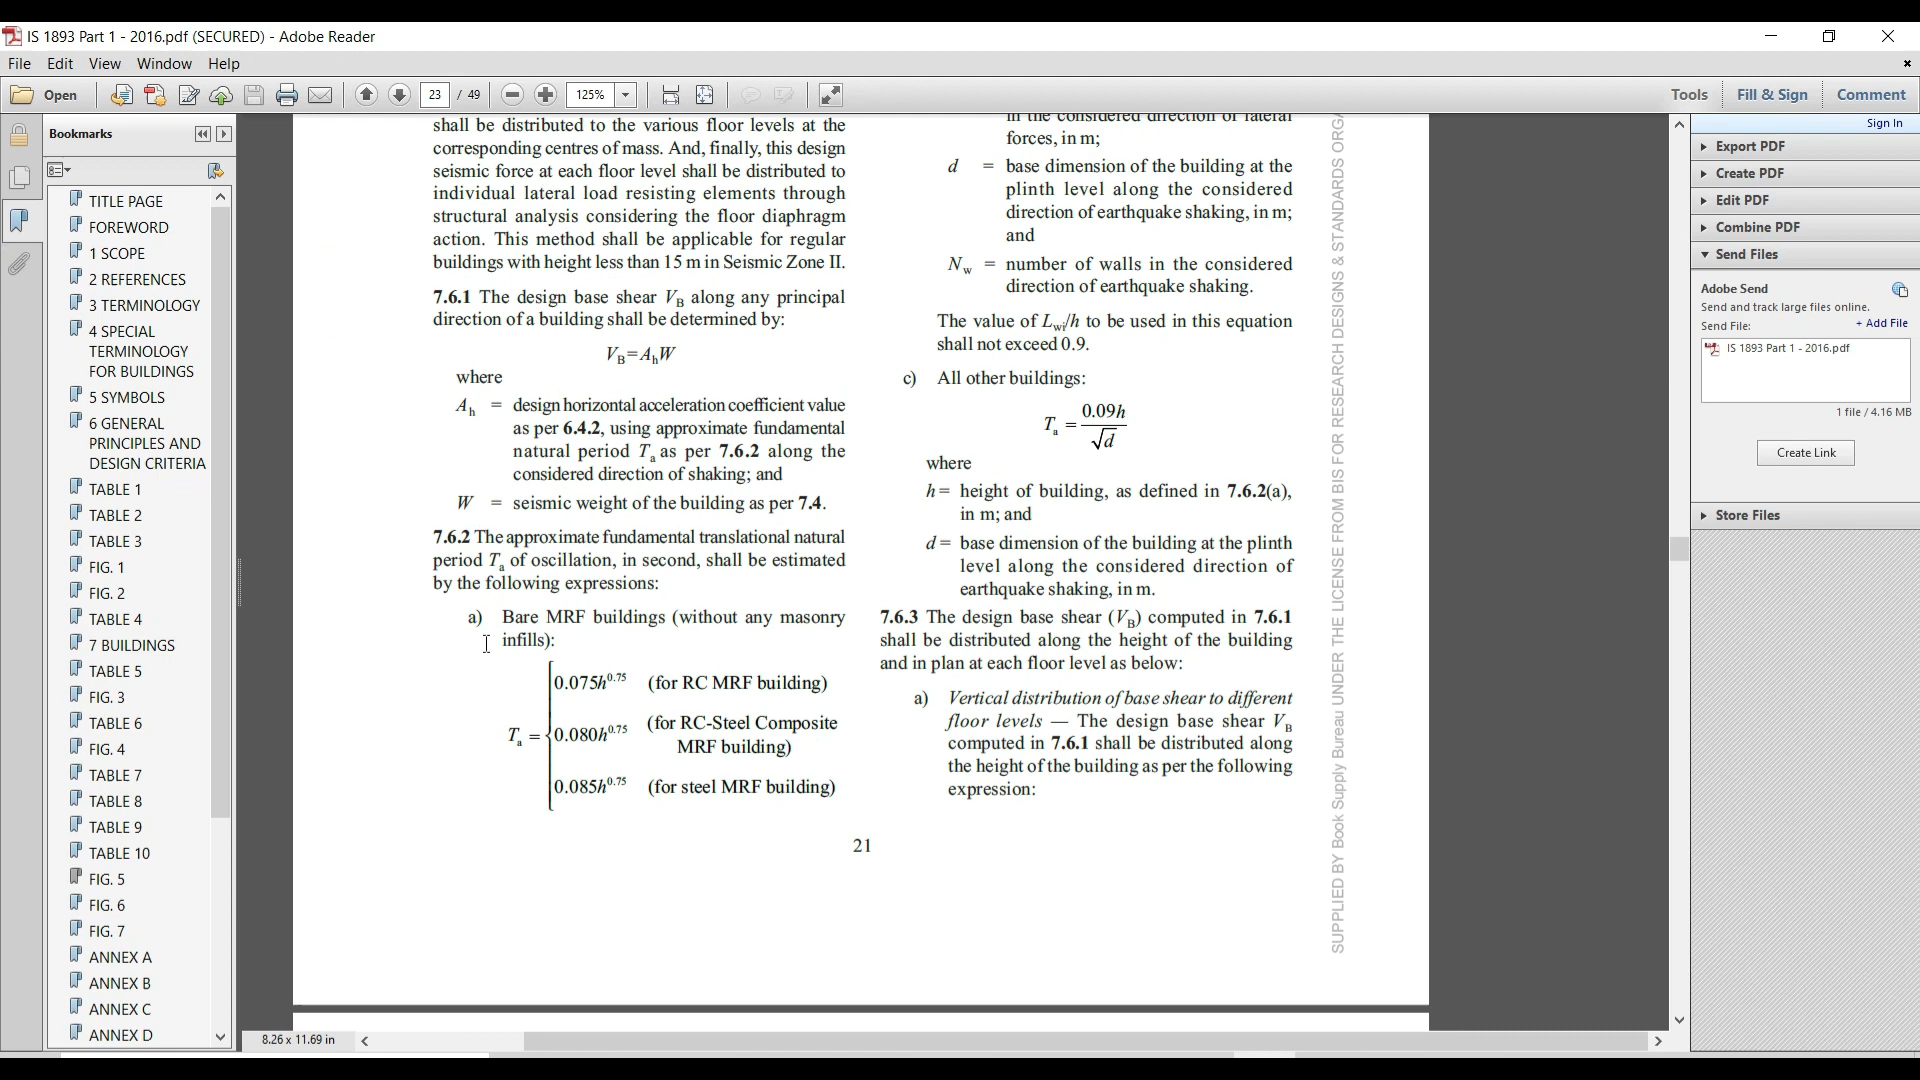 IS 1893 Part 1 - 2016.pdf (SECURED) - Adobe Reader
File Edit View Window Help
Open 23 / 49 125% Tools Fill & Sign Comment
Bookmarks
TITLE PAGE
FOREWORD
1 SCOPE
2 REFERENCES
3 TERMINOLOGY
4 SPECIAL
TERMINOLOGY
FOR BUILDINGS
5 SYMBOLS
6 GENERAL
PRINCIPLES AND
DESIGN CRITERIA
TABLE 1
TABLE 2
TABLE 3
FIG. 1
FIG. 2
TABLE 4
7 BUILDINGS
TABLE 5
FIG. 3
TABLE 6
FIG. 4
TABLE 7
TABLE 8
TABLE 9
TABLE 10
FIG. 5
FIG. 6
FIG. 7
ANNEX A
ANNEX B
ANNEX C
ANNEX D
shall be distributed to the various floor levels at the
corresponding centres of mass. And, finally, this design
seismic force at each floor level shall be distributed to
individual lateral load resisting elements through
structural analysis considering the floor diaphragm
action. This method shall be applicable for regular
buildings with height less than 15 m in Seismic Zone II.
7.6.1 The design base shear VB along any principal
direction of a building shall be determined by:
VB=AhW
where
Ah = design horizontal acceleration coefficient value
as per 6.4.2, using approximate fundamental
natural period Ta as per 7.6.2 along the
considered direction of shaking; and
W = seismic weight of the building as per 7.4.
7.6.2 The approximate fundamental translational natural
period Ta of oscillation, in second, shall be estimated
by the following expressions:
a) Bare MRF buildings (without any masonry
infills):
0.075h^0.75 (for RC MRF building)
Ta = 0.080h^0.75 (for RC-Steel Composite
MRF building)
0.085h^0.75 (for steel MRF building)
in the considered direction of lateral
forces, in m;
d = base dimension of the building at the
plinth level along the considered
direction of earthquake shaking, in m;
and
Nw = number of walls in the considered
direction of earthquake shaking.
The value of Lwi/h to be used in this equation
shall not exceed 0.9.
c) All other buildings:
Ta = 0.09h / √d
where
h = height of building, as defined in 7.6.2(a),
in m; and
d = base dimension of the building at the plinth
level along the considered direction of
earthquake shaking, in m.
7.6.3 The design base shear (VB) computed in 7.6.1
shall be distributed along the height of the building
and in plan at each floor level as below:
a) Vertical distribution of base shear to different
floor levels — The design base shear VB
computed in 7.6.1 shall be distributed along
the height of the building as per the following
expression:
21
SUPPLIED BY Book Supply Bureau UNDER THE LICENSE FROM BIS FOR RESEARCH DESIGNS & STANDARDS ORGA
8.26 x 11.69 in
Sign In
Export PDF
Create PDF
Edit PDF
Combine PDF
Send Files
Adobe Send
Send and track large files online.
Send File: + Add File
IS 1893 Part 1 - 2016.pdf
1 file / 4.16 MB
Create Link
Store Files